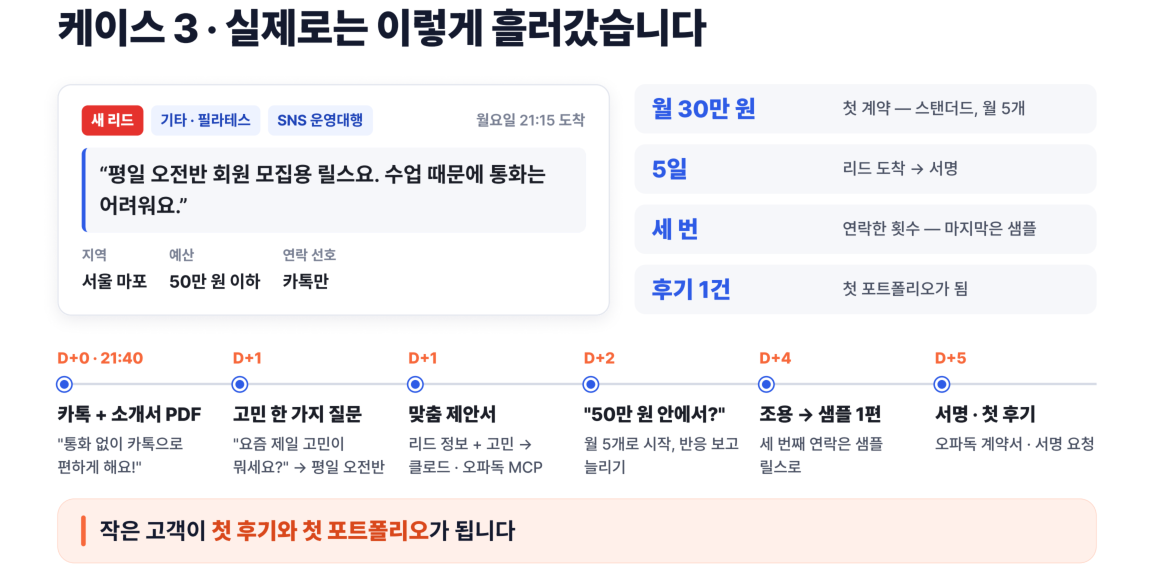 케이스 3 · 실제로는 이렇게 흘러갔습니다
새 리드
기타 · 필라테스
SNS 운영대행
월요일 21:15 도착
“평일 오전반 회원 모집용 릴스요. 수업 때문에 통화는
어려워요.”
지역
예산
연락 선호
서울 마포
50만 원 이하
카톡만
월 30만 원
첫 계약 — 스탠더드, 월 5개
5일
리드 도착 → 서명
세 번
연락한 횟수 — 마지막은 샘플
후기 1건
첫 포트폴리오가 됨
D+0 · 21:40
카톡 + 소개서 PDF
"통화 없이 카톡으로
편하게 해요!"
D+1
고민 한 가지 질문
"요즘 제일 고민이
뭐세요?" → 평일 오전반
D+1
맞춤 제안서
리드 정보 + 고민 →
클로드 · 오파독 MCP
D+2
"50만 원 안에서?"
월 5개로 시작, 반응 보고
늘리기
D+4
조용 → 샘플 1편
세 번째 연락은 샘플
릴스로
D+5
서명 · 첫 후기
오파독 계약서 · 서명 요청
작은 고객이 첫 후기와 첫 포트폴리오가 됩니다